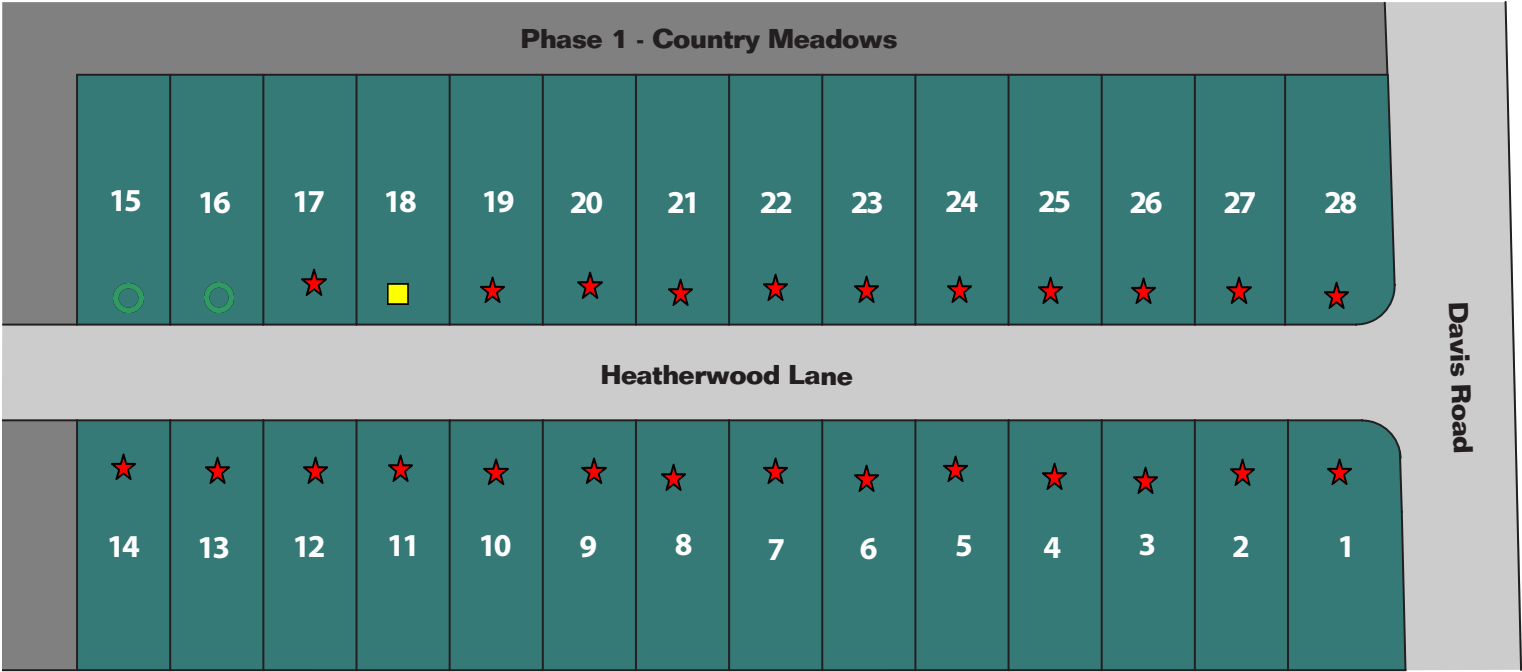 Phase 1 - Country Meadows
15 16 17 18 19 20 21 22 23 24 25 26 27 28
Heatherwood Lane
Davis Road
14 13 12 11 10 9 8 7 6 5 4 3 2 1